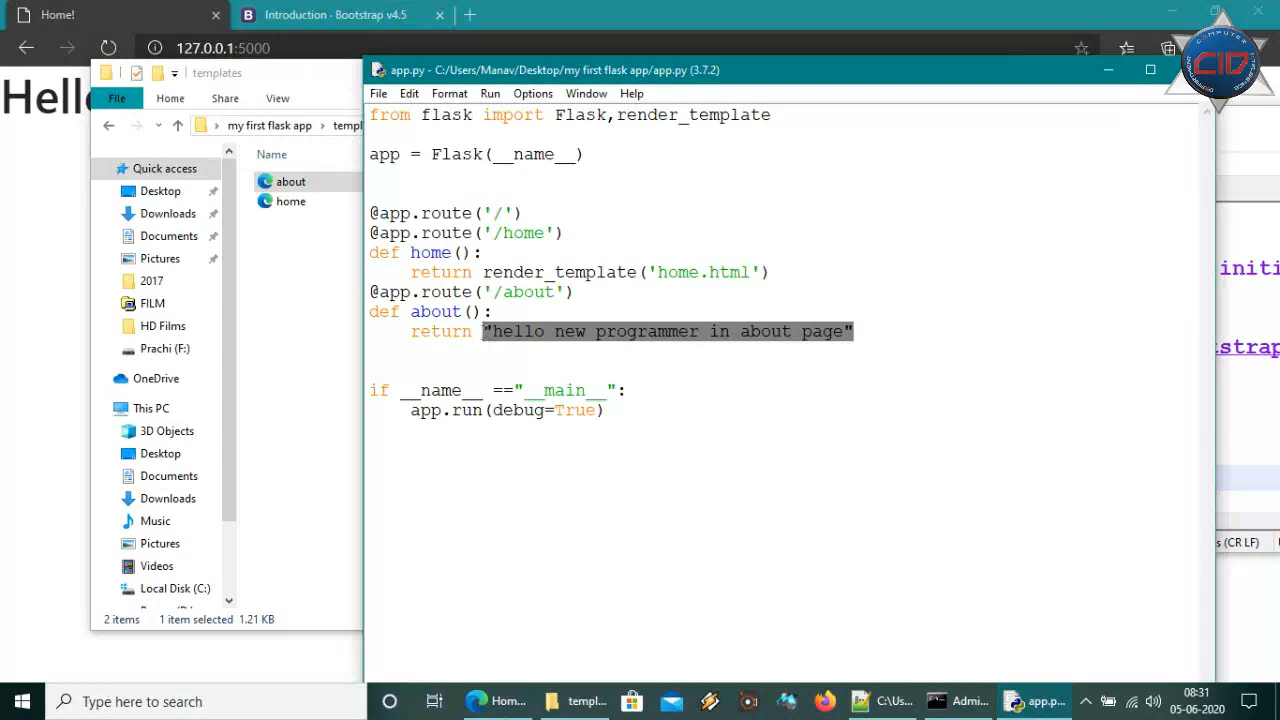 Home!
Introduction · Bootstrap v4.5
127.0.0.1:5000
COMPUTER
CID
Hello
templates
File
Home
Share
View
my first flask app
templ
Name
about
home
Quick access
Desktop
Downloads
Documents
Pictures
2017
FILM
HD Films
Prachi (F:)
OneDrive
This PC
3D Objects
Desktop
Documents
Downloads
Music
Pictures
Videos
Local Disk (C:)
2 items
1 item selected 1.21 KB
app.py - C:/Users/Manav/Desktop/my first flask app/app.py (3.7.2)
File Edit Format Run Options Window Help
from flask import Flask,render_template
app = Flask(__name__)
@app.route('/')
@app.route('/home')
def home():
return render_template('home.html')
@app.route('/about')
def about():
return "hello new programmer in about page"
if __name__ =="__main__":
app.run(debug=True)
initi
tstrap
s (CR LF)
Type here to search
Hom...
templ...
C:\Us...
Admi...
app.p...
08:31
05-06-2020